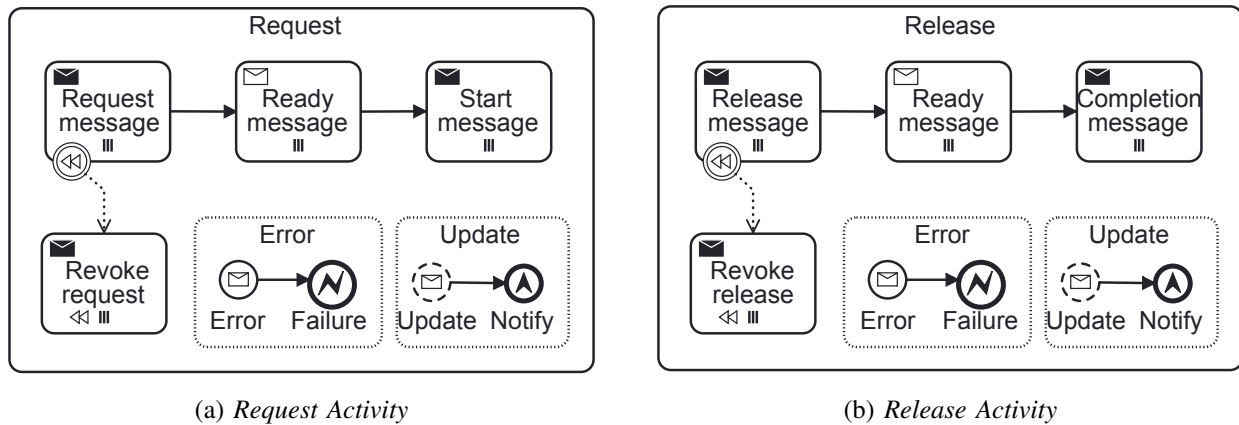 Request
Request
message
Ready
message
Start
message
Revoke
request
Error
Error
Failure
Update
Update
Notify
(a) Request Activity
Release
Release
message
Ready
message
Completion
message
Revoke
release
Error
Error
Failure
Update
Update
Notify
(b) Release Activity